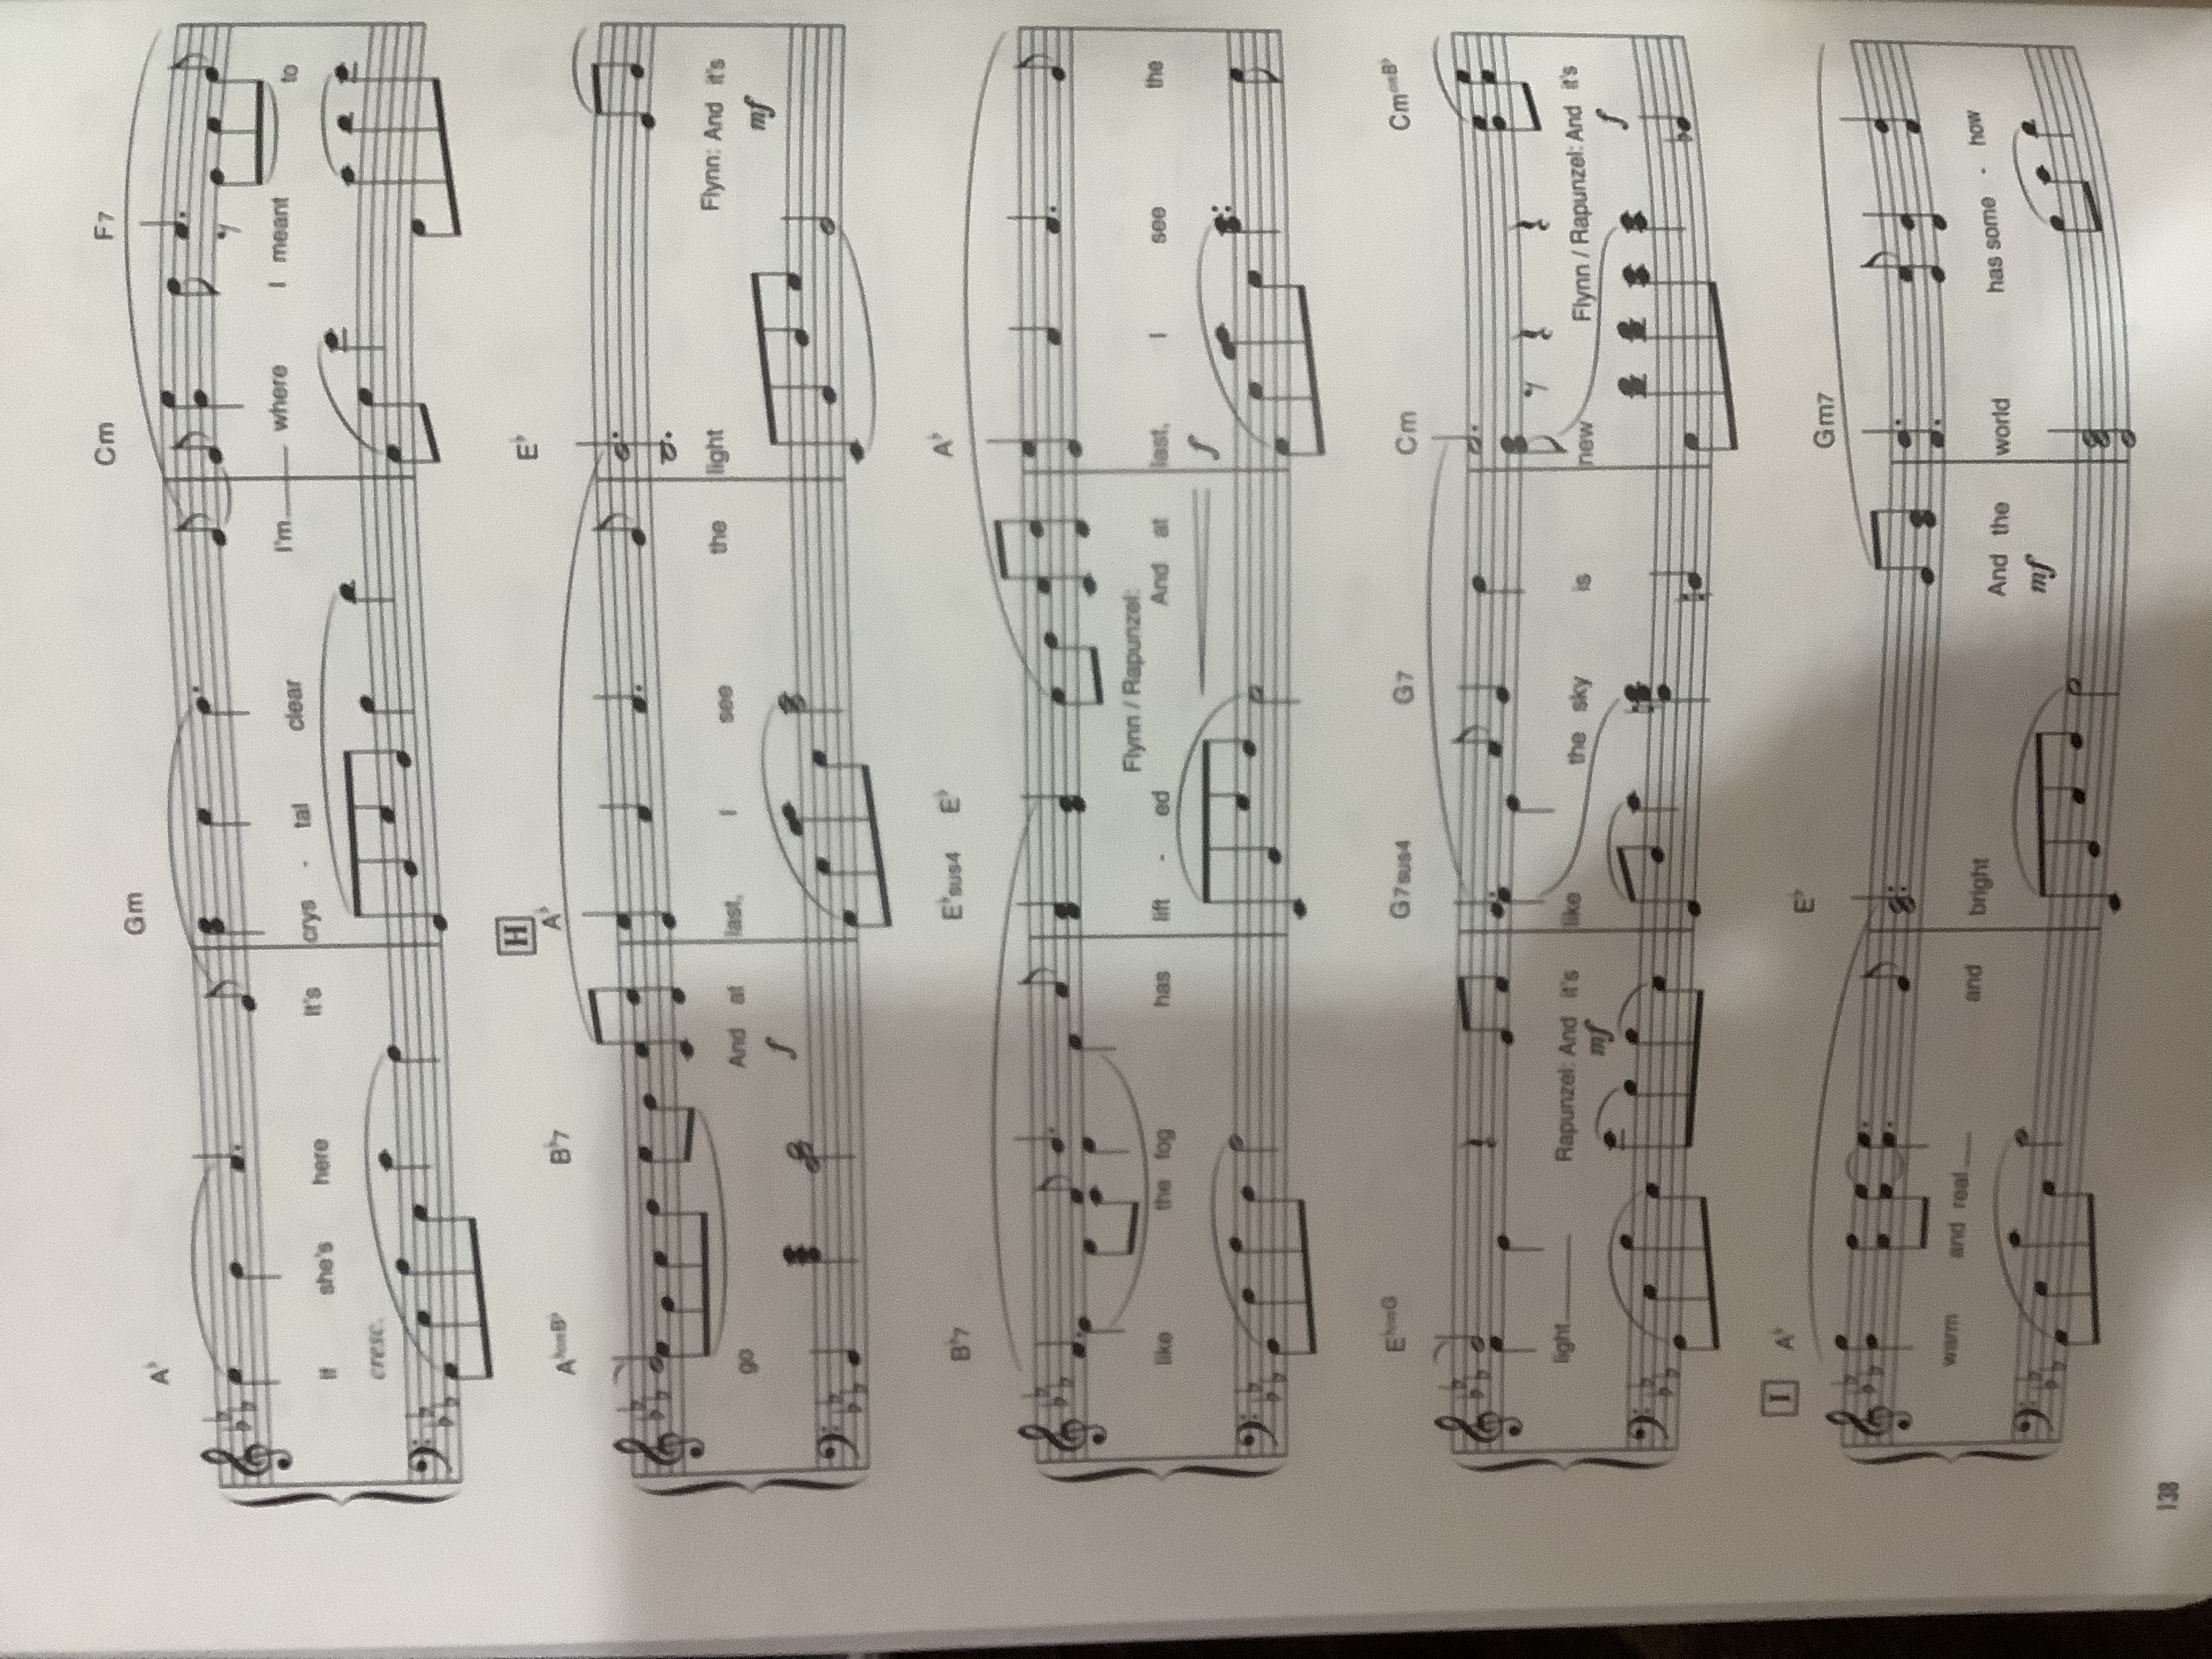 A♭ Gm Cm F7
If she's here It's crys - tal clear I'm where I meant to
cresc.
H
A♭onB♭ B♭7 A♭ E♭
go And at last, I see the light Flynn: And it's
f mf
B♭7 E♭sus4 E♭ A♭
Flynn / Rapunzel:
like the fog has lift - ed And at last, I see the
f
E♭onG G7sus4 G7 Cm CmonB♭
light Rapunzel: And it's like the sky is new Flynn / Rapunzel: And it's
mf f
I A♭ E♭ Gm7
warm and real and bright And the world has some - how
mf
138